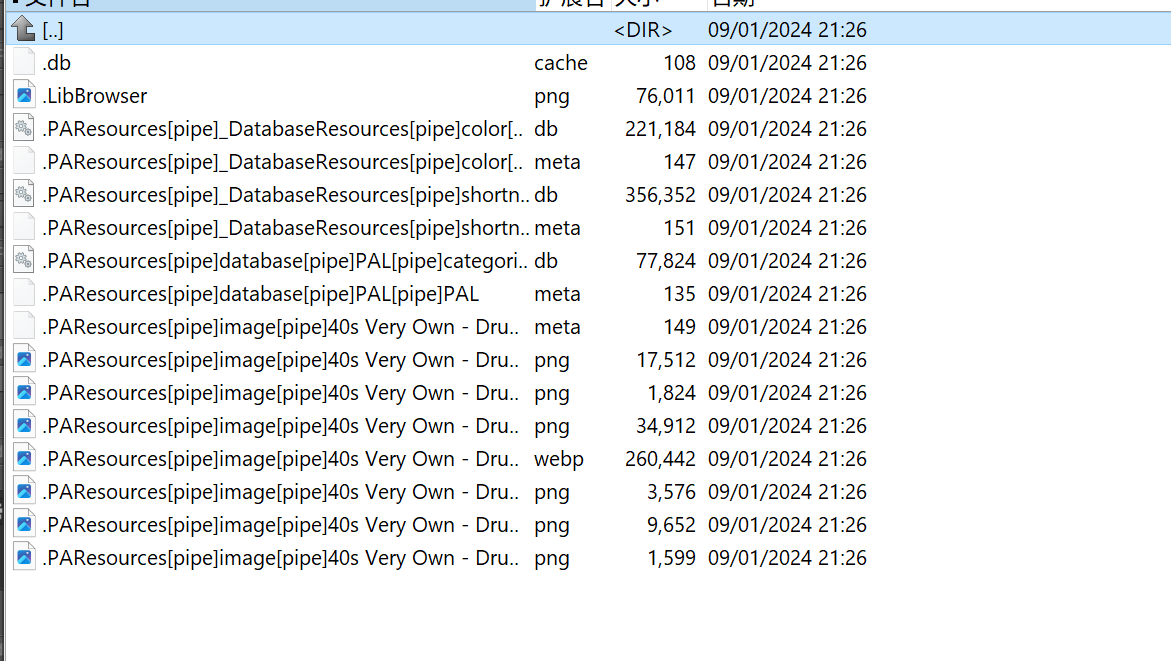 文件名 扩展名 大小 日期
[..] <DIR> 09/01/2024 21:26
.db cache 108 09/01/2024 21:26
.LibBrowser png 76,011 09/01/2024 21:26
.PAResources[pipe]_DatabaseResources[pipe]color[.. db 221,184 09/01/2024 21:26
.PAResources[pipe]_DatabaseResources[pipe]color[.. meta 147 09/01/2024 21:26
.PAResources[pipe]_DatabaseResources[pipe]shortn.. db 356,352 09/01/2024 21:26
.PAResources[pipe]_DatabaseResources[pipe]shortn.. meta 151 09/01/2024 21:26
.PAResources[pipe]database[pipe]PAL[pipe]categori.. db 77,824 09/01/2024 21:26
.PAResources[pipe]database[pipe]PAL[pipe]PAL meta 135 09/01/2024 21:26
.PAResources[pipe]image[pipe]40s Very Own - Dru.. meta 149 09/01/2024 21:26
.PAResources[pipe]image[pipe]40s Very Own - Dru.. png 17,512 09/01/2024 21:26
.PAResources[pipe]image[pipe]40s Very Own - Dru.. png 1,824 09/01/2024 21:26
.PAResources[pipe]image[pipe]40s Very Own - Dru.. png 34,912 09/01/2024 21:26
.PAResources[pipe]image[pipe]40s Very Own - Dru.. webp 260,442 09/01/2024 21:26
.PAResources[pipe]image[pipe]40s Very Own - Dru.. png 3,576 09/01/2024 21:26
.PAResources[pipe]image[pipe]40s Very Own - Dru.. png 9,652 09/01/2024 21:26
.PAResources[pipe]image[pipe]40s Very Own - Dru.. png 1,599 09/01/2024 21:26